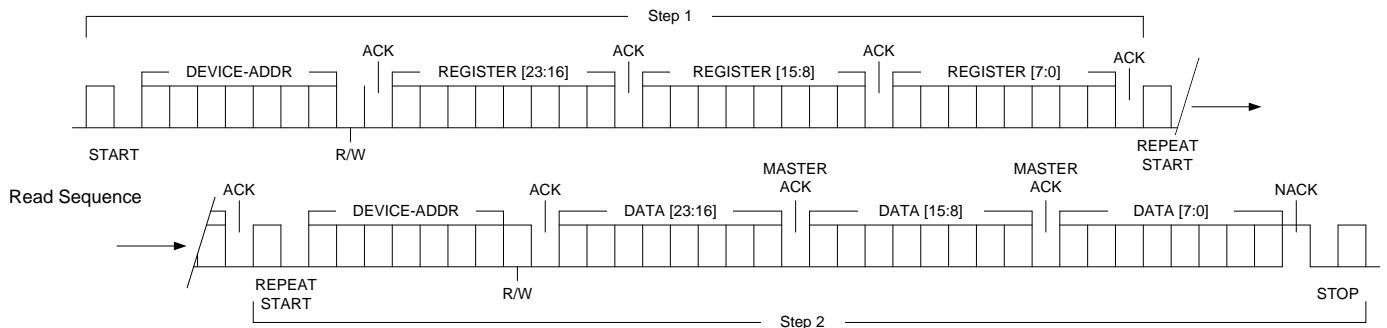 Step 1
ACK
ACK
ACK
ACK
DEVICE-ADDR
REGISTER [23:16]
REGISTER [15:8]
REGISTER [7:0]
START
R/W
REPEAT
START
Read Sequence
ACK
ACK
MASTER
ACK
MASTER
ACK
NACK
DEVICE-ADDR
DATA [23:16]
DATA [15:8]
DATA [7:0]
REPEAT
START
R/W
STOP
Step 2